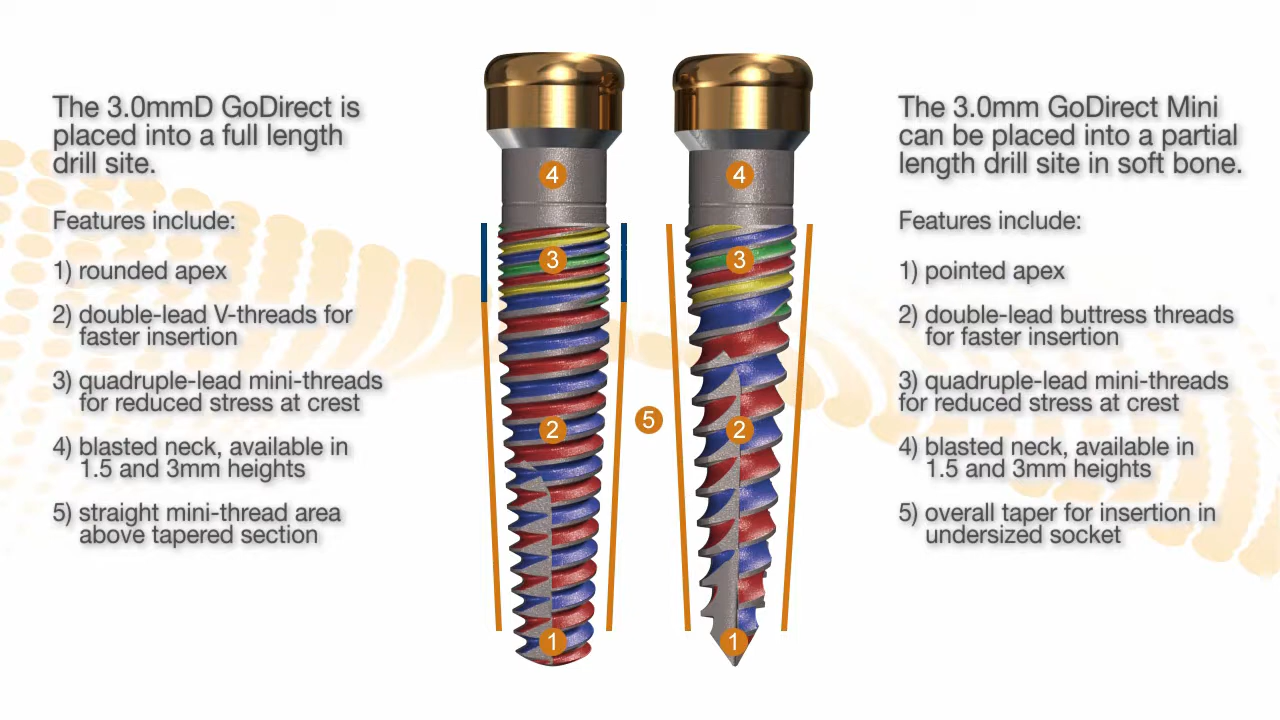 The 3.0mmD GoDirect is
placed into a full length
drill site.
Features include:
1) rounded apex
2) double-lead V-threads for
faster insertion
3) quadruple-lead mini-threads
for reduced stress at crest
4) blasted neck, available in
1.5 and 3mm heights
5) straight mini-thread area
above tapered section
4
3
2
1
5
4
3
2
1
The 3.0mm GoDirect Mini
can be placed into a partial
length drill site in soft bone.
Features include:
1) pointed apex
2) double-lead buttress threads
for faster insertion
3) quadruple-lead mini-threads
for reduced stress at crest
4) blasted neck, available in
1.5 and 3mm heights
5) overall taper for insertion in
undersized socket